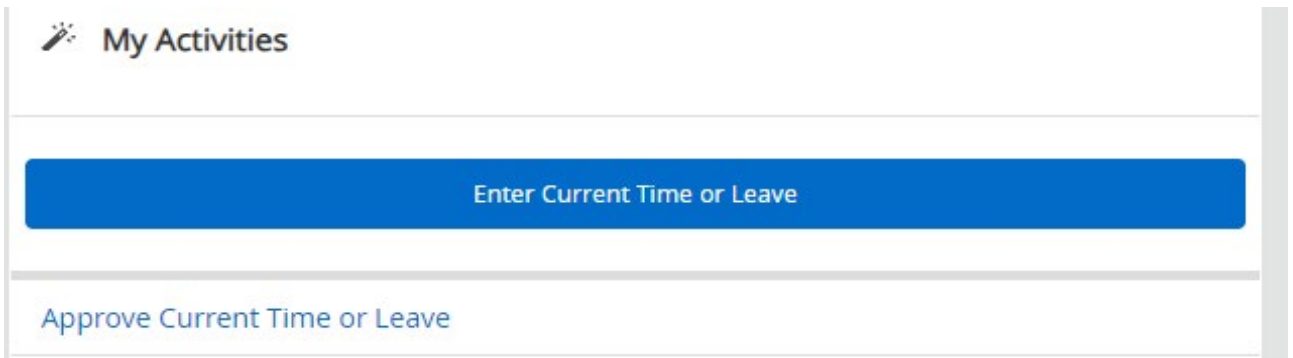 My Activities
Enter Current Time or Leave
Approve Current Time or Leave